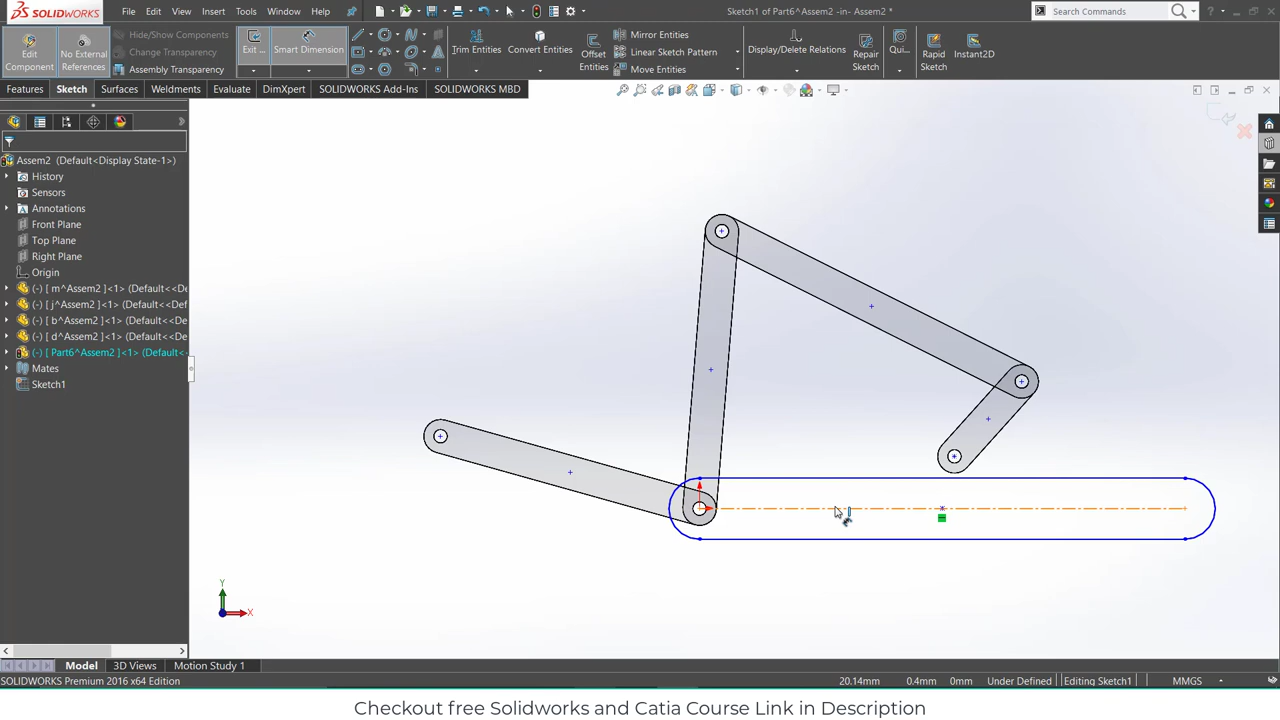 SOLIDWORKS File Edit View Insert Tools Window Help Sketch1 of Part6^Assem2 -in- Assem2 * Search Commands ?
Edit Component
No External References
Hide/Show Components
Change Transparency
Assembly Transparency
Exit ...
Smart Dimension
Trim Entities
Convert Entities
Offset Entities
Mirror Entities
Linear Sketch Pattern
Move Entities
Display/Delete Relations
Repair Sketch
Qui...
Rapid Sketch
Instant2D
Features Sketch Surfaces Weldments Evaluate DimXpert SOLIDWORKS Add-Ins SOLIDWORKS MBD
Assem2 (Default<Display State-1>)
History
Sensors
Annotations
Front Plane
Top Plane
Right Plane
Origin
(-) [ m^Assem2 ]<1> (Default<<De
(-) [ j^Assem2 ]<1> (Default<<Def
(-) [ b^Assem2 ]<1> (Default<<De
(-) [ d^Assem2 ]<1> (Default<<De
(-) [ Part6^Assem2 ]<1> (Default<
Mates
Sketch1
Y
X
Model 3D Views Motion Study 1
SOLIDWORKS Premium 2016 x64 Edition 20.14mm 0.4mm 0mm Under Defined Editing Sketch1 MMGS
Checkout free Solidworks and Catia Course Link in Description